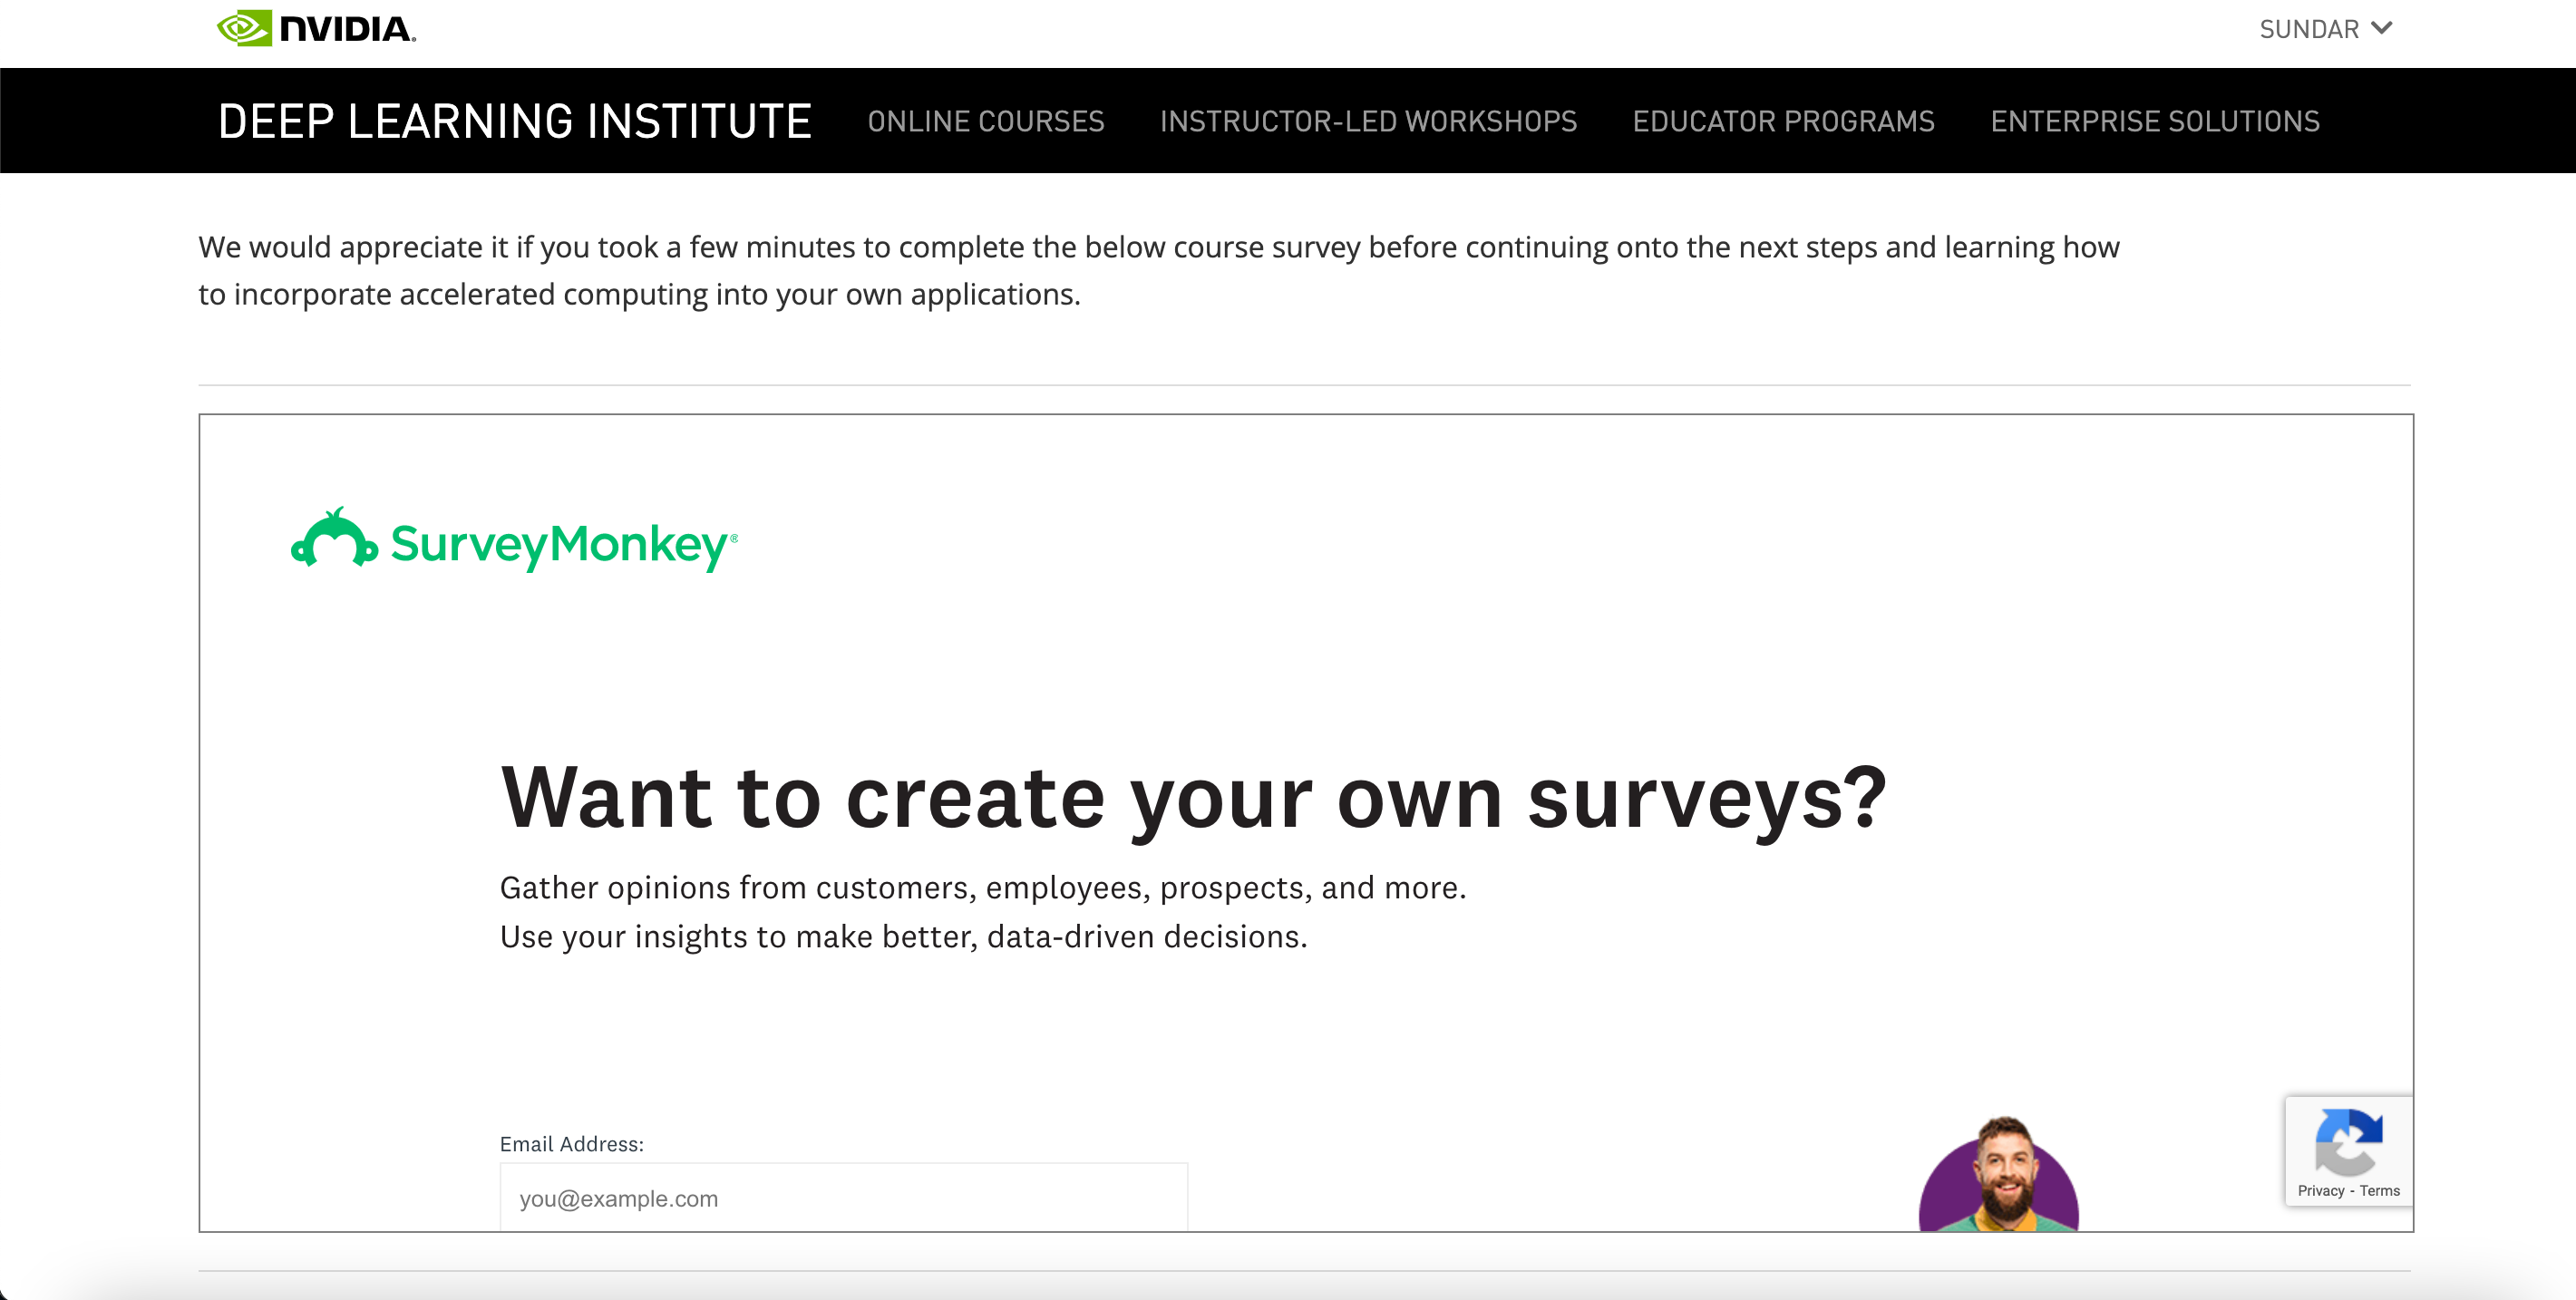 NVIDIA.
SUNDAR
DEEP LEARNING INSTITUTE ONLINE COURSES INSTRUCTOR-LED WORKSHOPS EDUCATOR PROGRAMS ENTERPRISE SOLUTIONS
We would appreciate it if you took a few minutes to complete the below course survey before continuing onto the next steps and learning how
to incorporate accelerated computing into your own applications.
SurveyMonkey®
Want to create your own surveys?
Gather opinions from customers, employees, prospects, and more.
Use your insights to make better, data-driven decisions.
Email Address:
you@example.com
Privacy - Terms